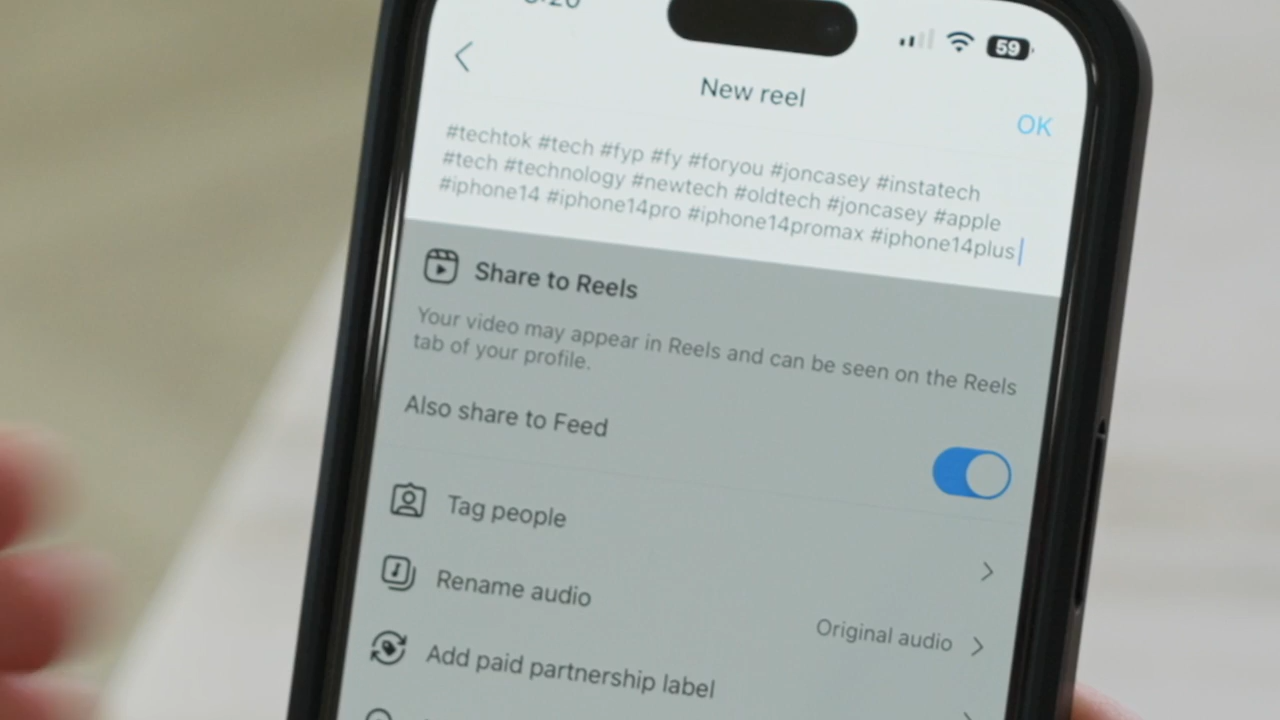 59
New reel
OK
#techtok #tech #fyp #fy #foryou #joncasey #instatech
#tech #technology #newtech #oldtech #joncasey #apple
#iphone14 #iphone14pro #iphone14promax #iphone14plus
Share to Reels
Your video may appear in Reels and can be seen on the Reels
tab of your profile.
Also share to Feed
Tag people
Rename audio
Original audio
Add paid partnership label